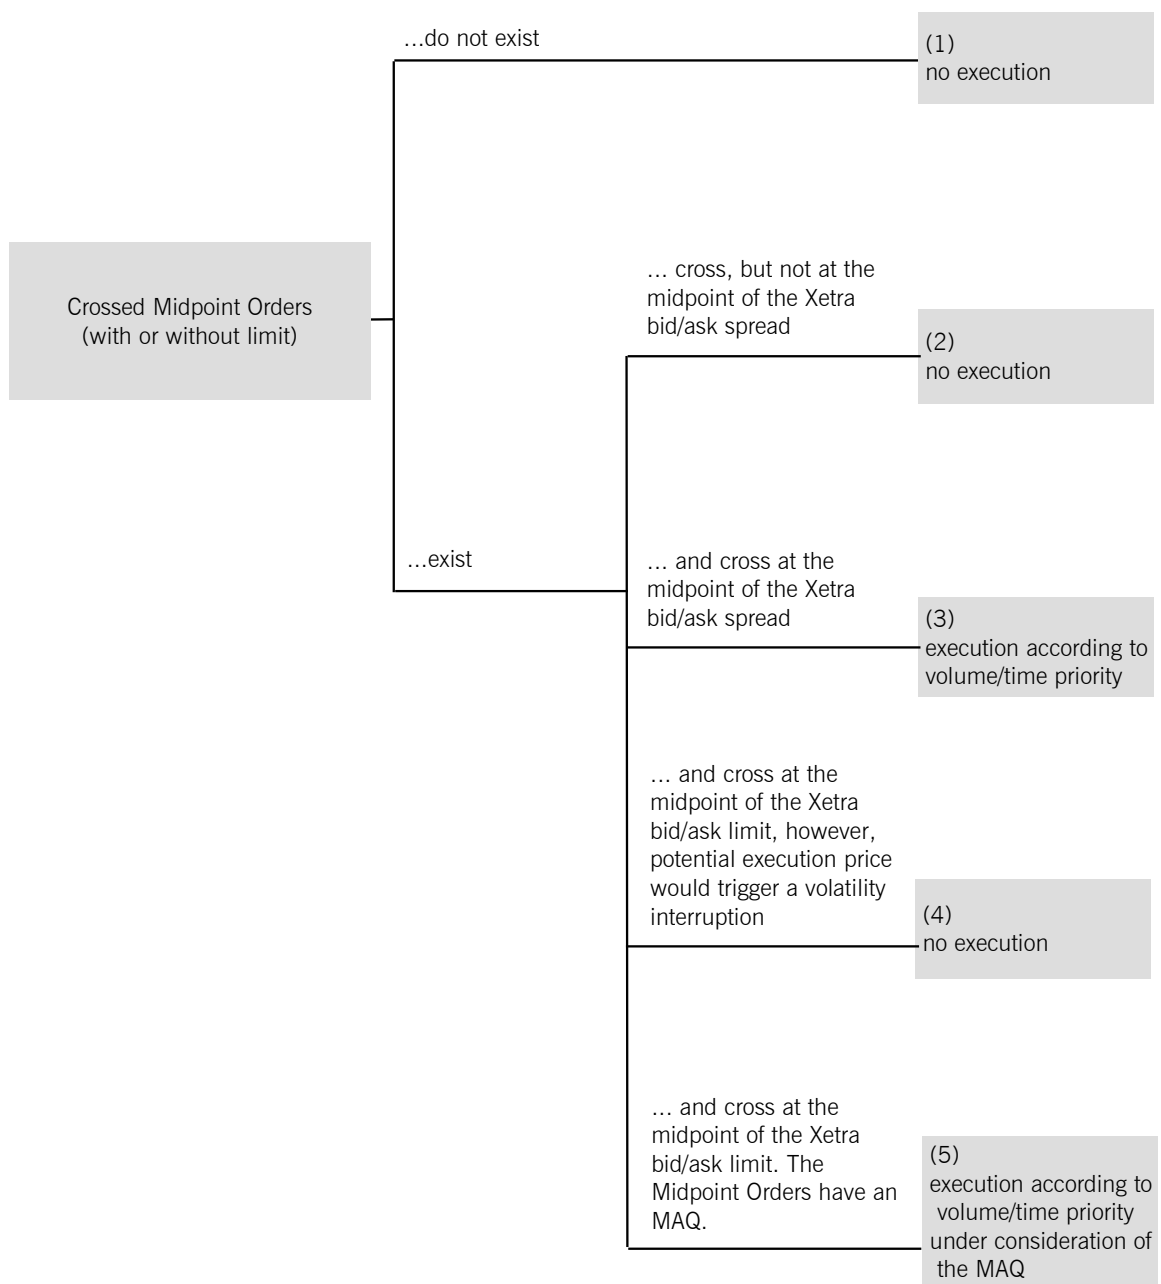 ...do not exist
(1)
no execution
Crossed Midpoint Orders
(with or without limit)
... cross, but not at the
midpoint of the Xetra
bid/ask spread
(2)
no execution
...exist
... and cross at the
midpoint of the Xetra
bid/ask spread
(3)
execution according to
volume/time priority
... and cross at the
midpoint of the Xetra
bid/ask limit, however,
potential execution price
would trigger a volatility
interruption
(4)
no execution
... and cross at the
midpoint of the Xetra
bid/ask limit. The
Midpoint Orders have an
MAQ.
(5)
execution according to
volume/time priority
under consideration of
the MAQ